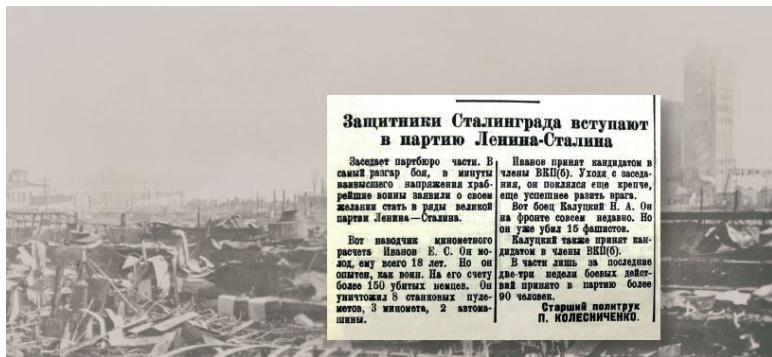 Защитники Сталинграда вступают
в партию Ленина-Сталина
Заседает партбюро части. В
самый разгар боя, в минуты
наивысшего напряжения храб-
рейшие воины заявили о своем
желании стать в ряды великой
партии Ленина—Сталина.
Вот наводчик минометного
расчета Иванов Е. С. Он мо-
лод, ему всего 18 лет. Но он
опытен, как воин. На его счету
более 150 убитых немцев. Он
уничтожил 8 станковых пуле-
метов, 3 миномета, 2 автома-
шины.
Иванов принят кандидатом в
члены ВКП(б). Уходя с заседа-
ния, он поклялся еще крепче,
еще успешнее разить врага.
Вот боец Калуцкий Н. А. Он
на фронте совсем недавно. Но
он уже убил 15 фашистов.
Калуцкий также принят кан-
дидатом в члены ВКП(б).
В части лишь за последние
две-три недели боевых дейст-
вий принято в партию более
90 человек.
Старший политрук
П. КОЛЕСНИЧЕНКО.